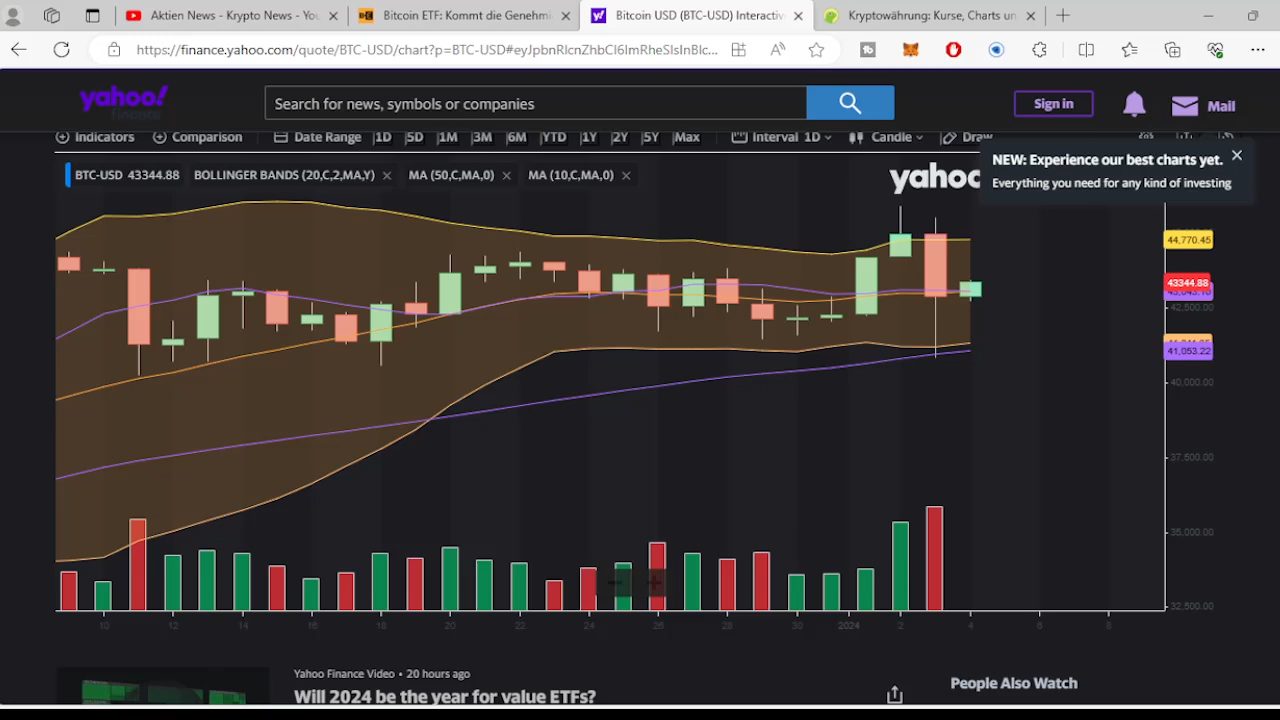 Aktien News - Krypto News - You
Bitcoin ETF: Kommt die Genehmi
Bitcoin USD (BTC-USD) Interactiv
Kryptowährung: Kurse, Charts un
https://finance.yahoo.com/quote/BTC-USD/chart?p=BTC-USD#eyJpbnRlcnZhbCI6ImRheSIsInBlc...
yahoo!
finance
Search for news, symbols or companies
Sign in
Mail
Indicators
Comparison
Date Range
1D
5D
1M
3M
6M
YTD
1Y
2Y
5Y
Max
Interval 1D
Candle
Draw
NEW: Experience our best charts yet.
Everything you need for any kind of investing
BTC-USD 43344.88
BOLLINGER BANDS (20,C,2,MA,Y)
MA (50,C,MA,0)
MA (10,C,MA,0)
yahoo
44,770.45
43344.88
42,500.00
41,053.22
40,000.00
37,500.00
35,000.00
32,500.00
10
12
14
16
18
20
22
24
26
28
30
2024
2
4
6
8
Yahoo Finance Video • 20 hours ago
Will 2024 be the year for value ETFs?
People Also Watch